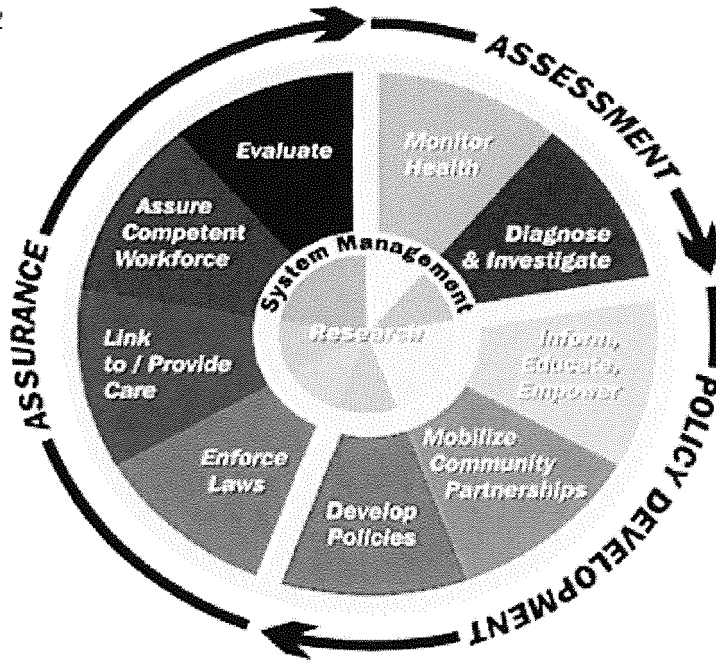 ASSESSMENT
Monitor
Health
Diagnose
& Investigate
POLICY DEVELOPMENT
Inform,
Educate,
Empower
Mobilize
Community
Partnerships
Develop
Policies
ASSURANCE
Enforce
Laws
Link
to / Provide
Care
Assure
Competent
Workforce
Evaluate
System Management
Research